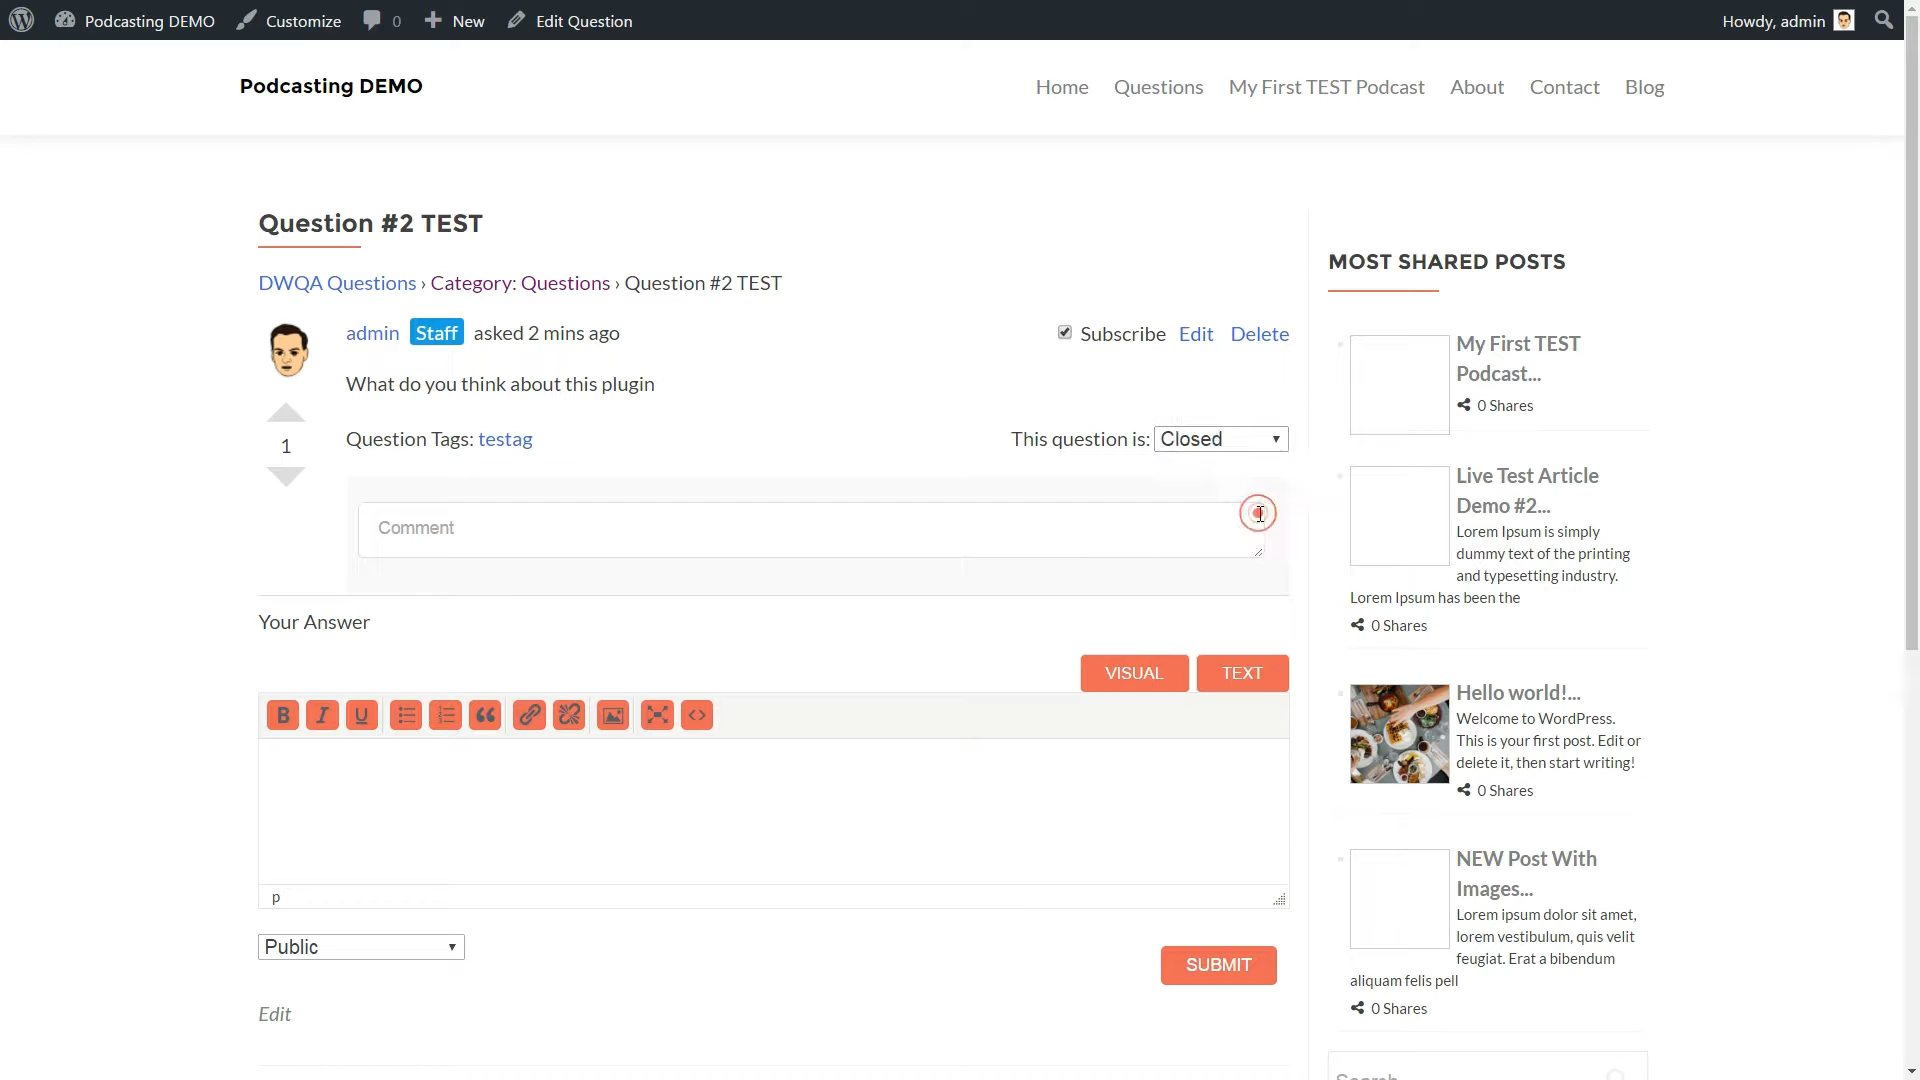 Podcasting DEMO Customize 0 New Edit Question Howdy, admin
Podcasting DEMO
Home Questions My First TEST Podcast About Contact Blog
Question #2 TEST
DWQA Questions › Category: Questions › Question #2 TEST
admin Staff asked 2 mins ago
Subscribe Edit Delete
What do you think about this plugin
1
Question Tags: testag
This question is: Closed
Comment
Your Answer
VISUAL TEXT
B I U
p
Public
SUBMIT
Edit
MOST SHARED POSTS
My First TEST
Podcast...
0 Shares
Live Test Article
Demo #2...
Lorem Ipsum is simply
dummy text of the printing
and typesetting industry.
Lorem Ipsum has been the
0 Shares
Hello world!...
Welcome to WordPress.
This is your first post. Edit or
delete it, then start writing!
0 Shares
NEW Post With
Images...
Lorem ipsum dolor sit amet,
lorem vestibulum, quis velit
feugiat. Erat a bibendum
aliquam felis pell
0 Shares
Search